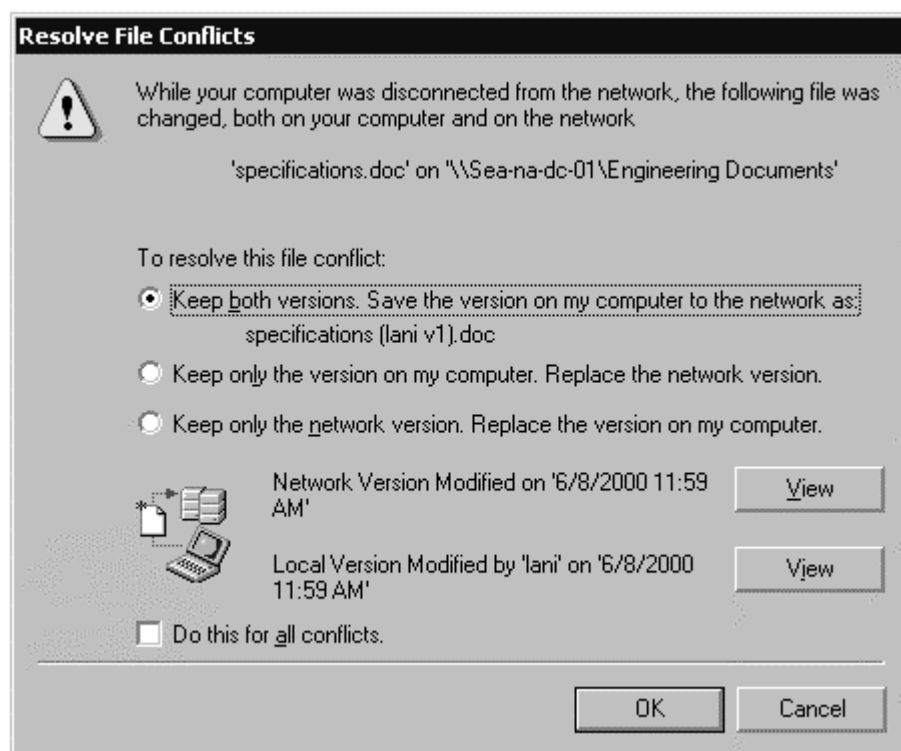 Resolve File Conflicts
While your computer was disconnected from the network, the following file was
changed, both on your computer and on the network
'specifications.doc' on '\\Sea-na-dc-01\Engineering Documents'
To resolve this file conflict:
Keep both versions. Save the version on my computer to the network as:
specifications (lani v1).doc
Keep only the version on my computer. Replace the network version.
Keep only the network version. Replace the version on my computer.
Network Version Modified on '6/8/2000 11:59
AM'
View
Local Version Modified by 'lani' on '6/8/2000
11:59 AM'
View
Do this for all conflicts.
OK
Cancel